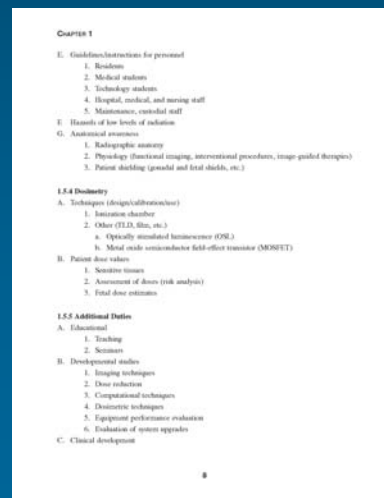 CHAPTER 1
E. Guidelines/instructions for personnel
1. Residents
2. Medical students
3. Technology students
4. Hospital, medical, and nursing staff
5. Maintenance, custodial staff
F. Hazards of low levels of radiation
G. Anatomical awareness
1. Radiographic anatomy
2. Physiology (functional imaging, interventional procedures, image-guided therapies)
3. Patient shielding (gonadal and fetal shields, etc.)
1.5.4 Dosimetry
A. Techniques (design/calibration/use)
1. Ionization chamber
2. Other (TLD, film, etc.)
a. Optically stimulated luminescence (OSL)
b. Metal oxide semiconductor field-effect transistor (MOSFET)
B. Patient dose values
1. Sensitive tissues
2. Assessment of doses (risk analysis)
3. Fetal dose estimates
1.5.5 Additional Duties
A. Educational
1. Teaching
2. Seminars
B. Developmental studies
1. Imaging techniques
2. Dose reduction
3. Computational techniques
4. Dosimetric techniques
5. Equipment performance evaluation
6. Evaluation of system upgrades
C. Clinical development
8